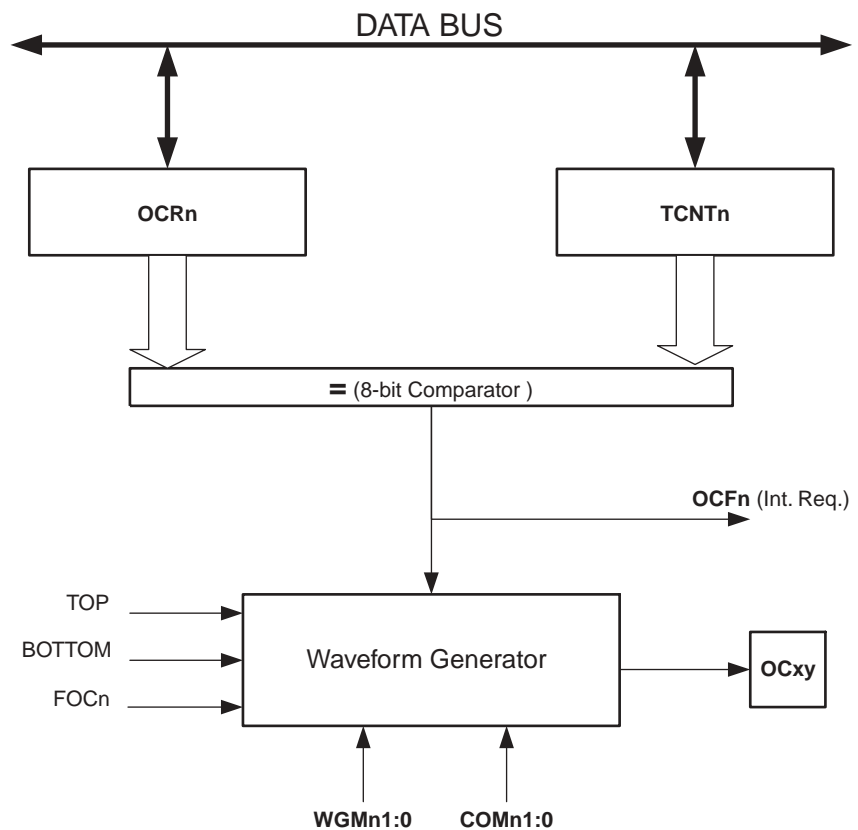 DATA BUS
OCRn
TCNTn
= (8-bit Comparator )
OCFn (Int. Req.)
TOP
BOTTOM
FOCn
Waveform Generator
OCxy
WGMn1:0
COMn1:0